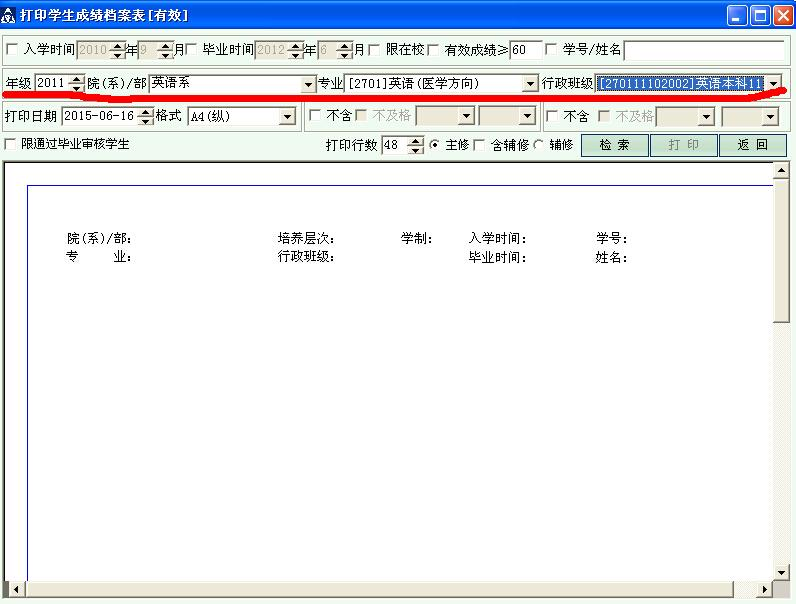 打印学生成绩档案表[有效]
入学时间 2010 年 9 月 毕业时间 2012 年 6 月 限在校 有效成绩≥ 60 学号/姓名
年级 2011 院(系)/部 英语系 专业 [2701]英语(医学方向) 行政班级 [270111102002]英语本科11
打印日期 2015-06-16 格式 A4(纵) 不含 不及格 不含 不及格
限通过毕业审核学生 打印行数 48 主修 含辅修 辅修 检 索 打 印 返 回
院(系)/部: 培养层次: 学制: 入学时间: 学号:
专 业: 行政班级: 毕业时间: 姓名: